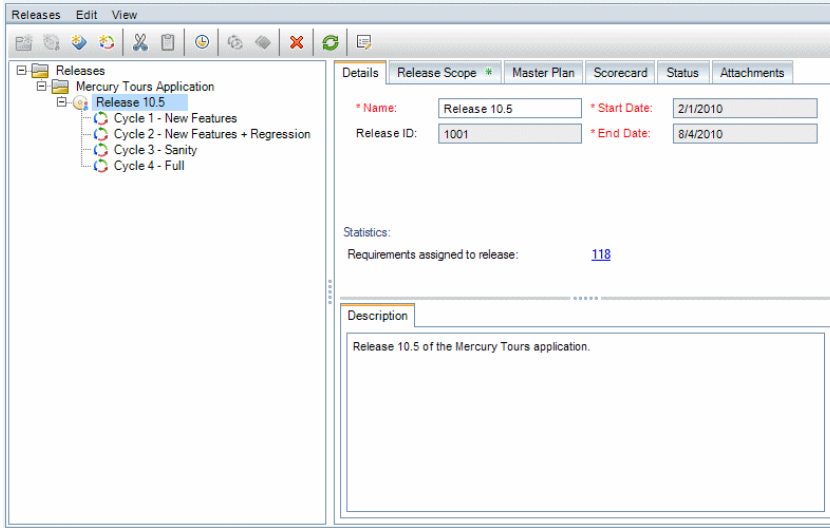 Releases Edit View
Releases
Mercury Tours Application
Release 10.5
Cycle 1 - New Features
Cycle 2 - New Features + Regression
Cycle 3 - Sanity
Cycle 4 - Full
Details Release Scope * Master Plan Scorecard Status Attachments
* Name: Release 10.5 * Start Date: 2/1/2010
Release ID: 1001 * End Date: 8/4/2010
Statistics:
Requirements assigned to release: 118
Description
Release 10.5 of the Mercury Tours application.